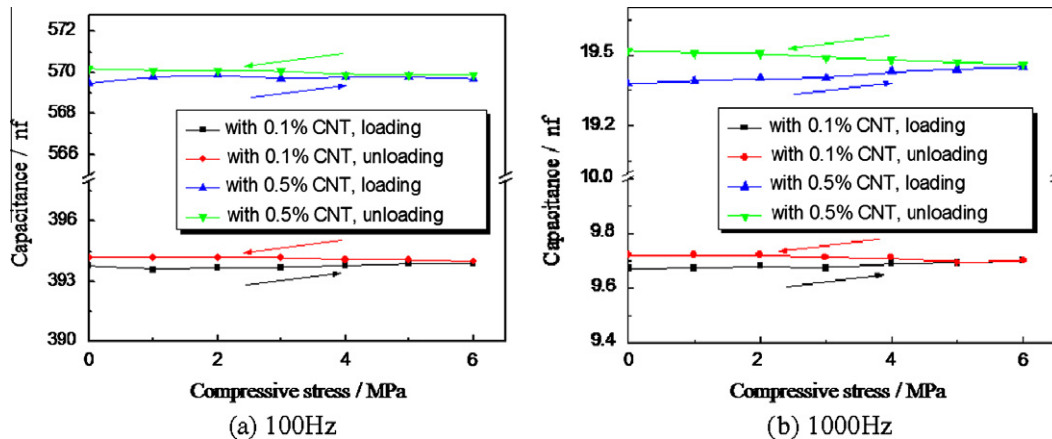 572
570
568
566
396
393
390
Capacitance / nf
with 0.1% CNT, loading
with 0.1% CNT, unloading
with 0.5% CNT, loading
with 0.5% CNT, unloading
0 1 2 3 4 5 6
Compressive stress / MPa
(a) 100Hz
19.5
19.2
10.0
9.8
9.6
9.4
Capacitance / nf
with 0.1% CNT, loading
with 0.1% CNT, unloading
with 0.5% CNT, loading
with 0.5% CNT, unloading
0 1 2 3 4 5 6
Compressive stress / MPa
(b) 1000Hz